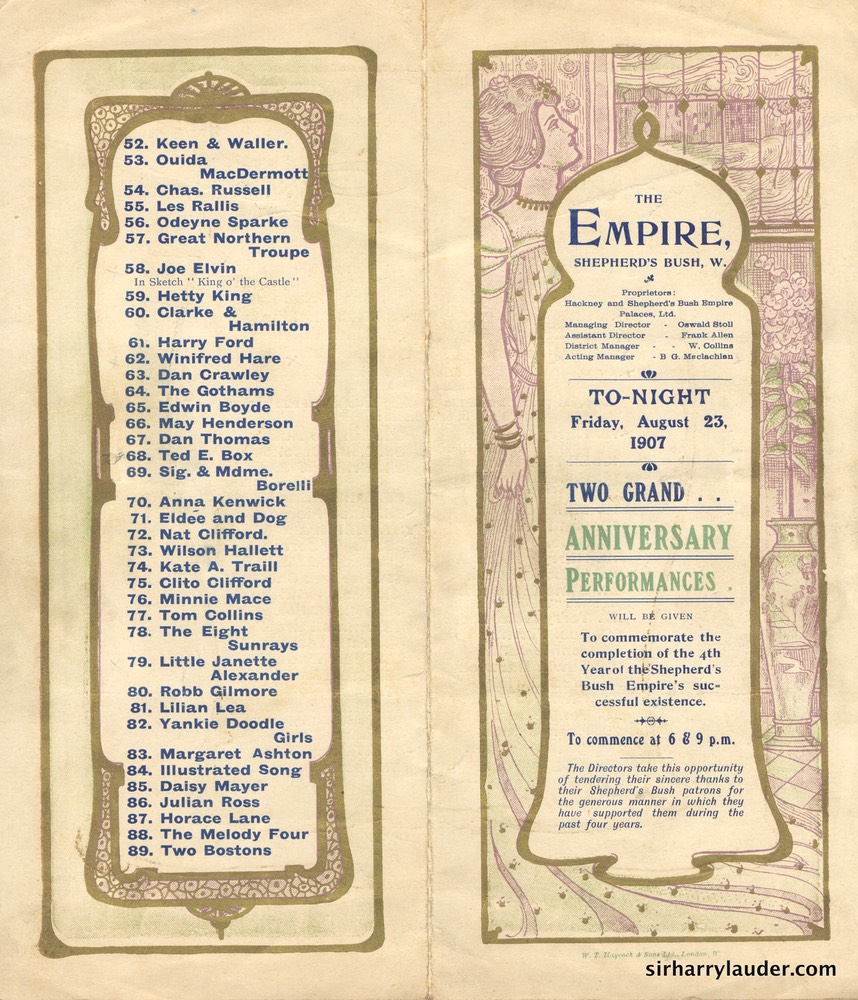 52. Keen & Waller.
53. Ouida
MacDermott
54. Chas. Russell
55. Les Rallis
56. Odeyne Sparke
57. Great Northern
Troupe
58. Joe Elvin
In Sketch "King o' the Castle"
59. Hetty King
60. Clarke &
Hamilton
61. Harry Ford
62. Winifred Hare
63. Dan Crawley
64. The Gothams
65. Edwin Boyde
66. May Henderson
67. Dan Thomas
68. Ted E. Box
69. Sig. & Mdme.
Borelli
70. Anna Kenwick
71. Eldée and Dog
72. Nat Clifford.
73. Wilson Hallett
74. Kate A. Traill
75. Clito Clifford
76. Minnie Mace
77. Tom Collins
78. The Eight
Sunrays
79. Little Janette
Alexander
80. Robb Gilmore
81. Lilian Lea
82. Yankie Doodle
Girls
83. Margaret Ashton
84. Illustrated Song
85. Daisy Mayer
86. Julian Ross
87. Horace Lane
88. The Melody Four
89. Two Bostons
THE
EMPIRE,
SHEPHERD'S BUSH, W.
Proprietors:
Hackney and Shepherd's Bush Empire
Palaces, Ltd.
Managing Director - Oswald Stoll
Assistant Director - Frank Allen
District Manager - - W. Collins
Acting Manager - B G. Maclachlan
TO-NIGHT
Friday, August 23,
1907
TWO GRAND . .
ANNIVERSARY
PERFORMANCES .
WILL BE GIVEN
To commemorate the
completion of the 4th
Year of the Shepherd's
Bush Empire's suc-
cessful existence.
To commence at 6 & 9 p.m.
The Directors take this opportunity
of tendering their sincere thanks to
their Shepherd's Bush patrons for
the generous manner in which they
have supported them during the
past four years.
W. T. Haycock & Sons Ltd., London, W
sirharrylauder.com